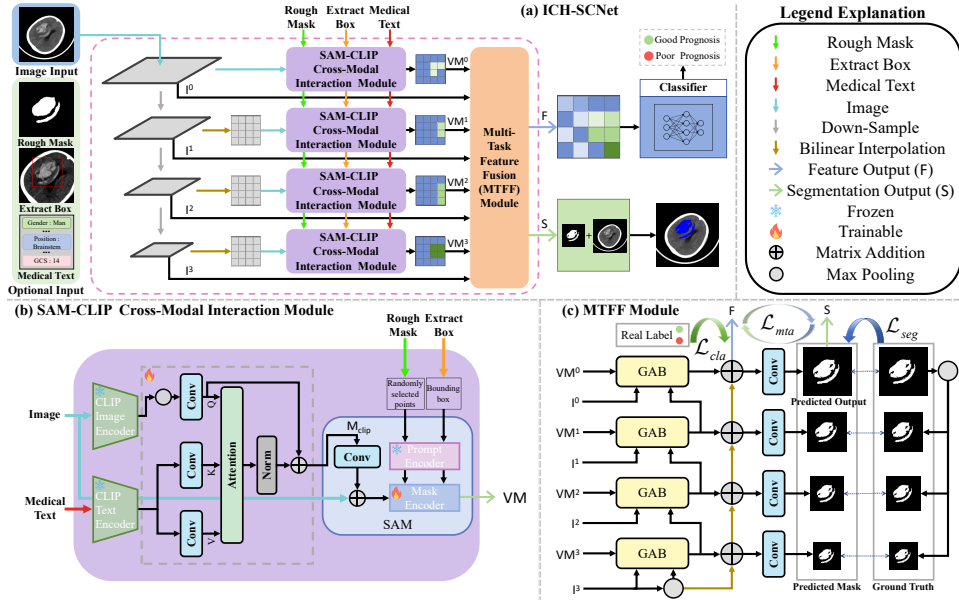 (a) ICH-SCNet
Image Input
Rough Mask
Extract Box
Gender : Man
...
Position : Brainstem
...
GCS : 14
Medical Text
Optional Input
Rough
Mask
Extract
Box
Medical
Text
SAM-CLIP
Cross-Modal
Interaction Module
VM⁰
I⁰
SAM-CLIP
Cross-Modal
Interaction Module
VM¹
I¹
SAM-CLIP
Cross-Modal
Interaction Module
VM²
I²
SAM-CLIP
Cross-Modal
Interaction Module
VM³
I³
Multi-
Task
Feature
Fusion
(MTFF)
Module
F
S
Good Prognosis
Poor Prognosis
Classifier
+
Legend Explanation
Rough Mask
Extract Box
Medical Text
Image
Down-Sample
Bilinear Interpolation
Feature Output (F)
Segmentation Output (S)
Frozen
Trainable
Matrix Addition
Max Pooling
(b) SAM-CLIP Cross-Modal Interaction Module
Rough
Mask
Extract
Box
Image
Medical
Text
CLIP
Image
Encoder
CLIP
Text
Encoder
Conv
Q
Conv
K
Conv
V
Attention
Norm
M_clip
Conv
Randomly
selected
points
Bounding
box
Prompt
Encoder
Mask
Encoder
SAM
VM
(c) MTFF Module
Real Label
ℒ_cla
F
ℒ_mta
S
ℒ_seg
VM⁰
GAB
I⁰
Conv
Predicted Output
VM¹
GAB
I¹
Conv
VM²
GAB
I²
Conv
VM³
GAB
I³
Conv
Predicted Mask
Ground Truth